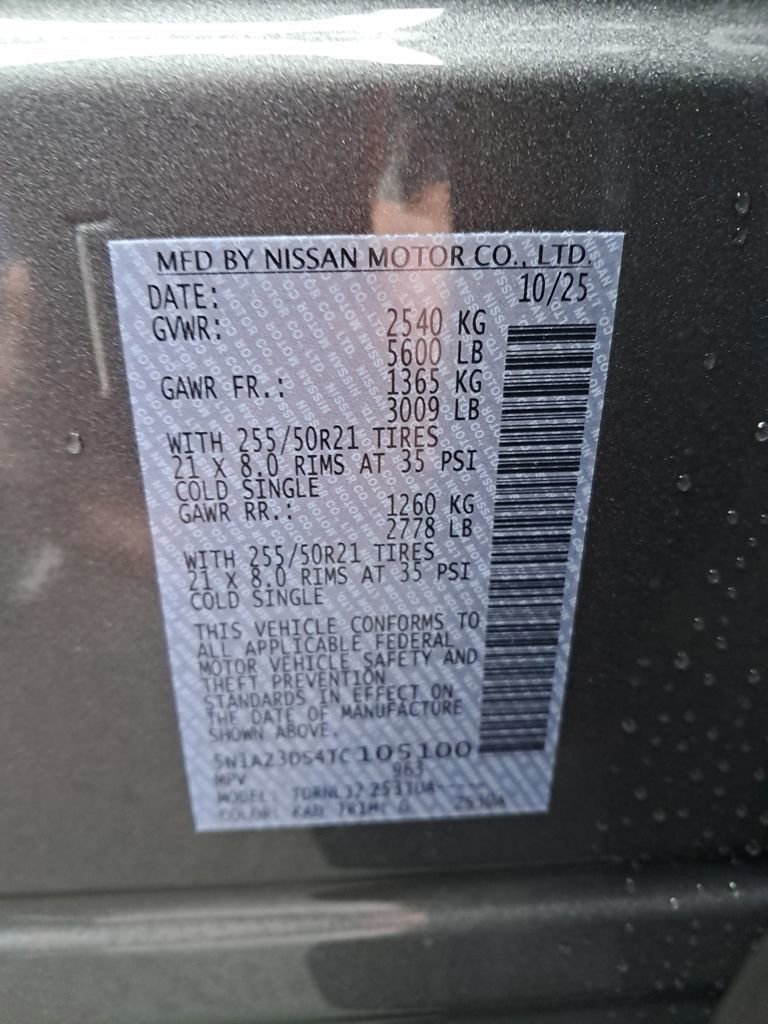 MFD BY NISSAN MOTOR CO., LTD.
DATE: 10/25
GVWR: 2540 KG
5600 LB
GAWR FR.: 1365 KG
3009 LB
WITH 255/50R21 TIRES
21 X 8.0 RIMS AT 35 PSI
COLD SINGLE
GAWR RR.: 1260 KG
2778 LB
WITH 255/50R21 TIRES
21 X 8.0 RIMS AT 35 PSI
COLD SINGLE
THIS VEHICLE CONFORMS TO
ALL APPLICABLE FEDERAL
MOTOR VEHICLE SAFETY AND
THEFT PREVENTION
STANDARDS IN EFFECT ON
THE DATE OF MANUFACTURE
SHOWN ABOVE.
5N1AZ3DS4TC105100
MPV 963
MODEL:
COLOR: KAD